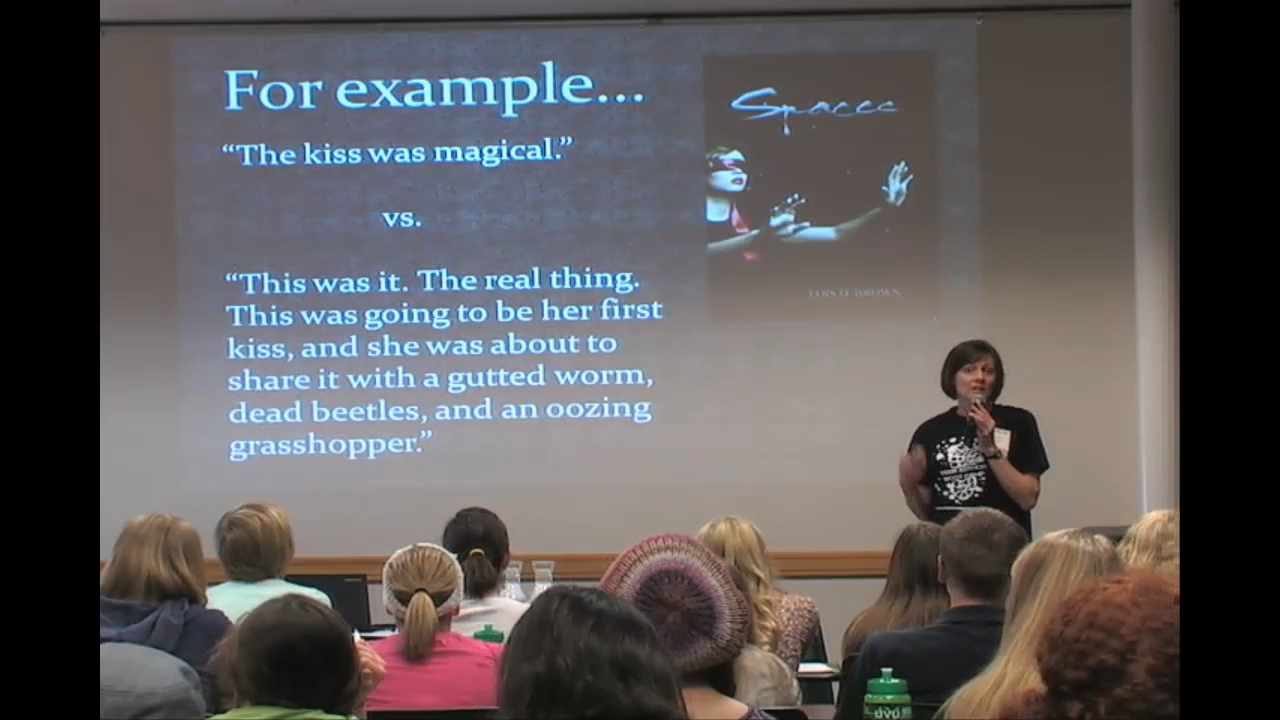 For example...
"The kiss was magical."
vs.
"This was it. The real thing.
This was going to be her first
kiss, and she was about to
share it with a gutted worm,
dead beetles, and an oozing
grasshopper."
BROWN